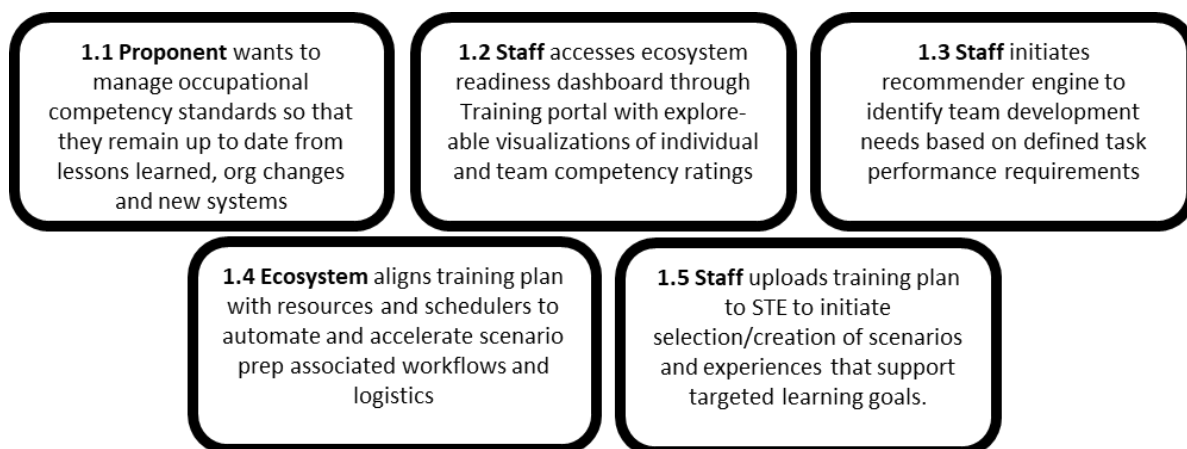 1.1 Proponent wants to
manage occupational
competency standards so that
they remain up to date from
lessons learned, org changes
and new systems
1.2 Staff accesses ecosystem
readiness dashboard through
Training portal with explore-
able visualizations of individual
and team competency ratings
1.3 Staff initiates
recommender engine to
identify team development
needs based on defined task
performance requirements
1.4 Ecosystem aligns training plan
with resources and schedulers to
automate and accelerate scenario
prep associated workflows and
logistics
1.5 Staff uploads training plan
to STE to initiate
selection/creation of scenarios
and experiences that support
targeted learning goals.